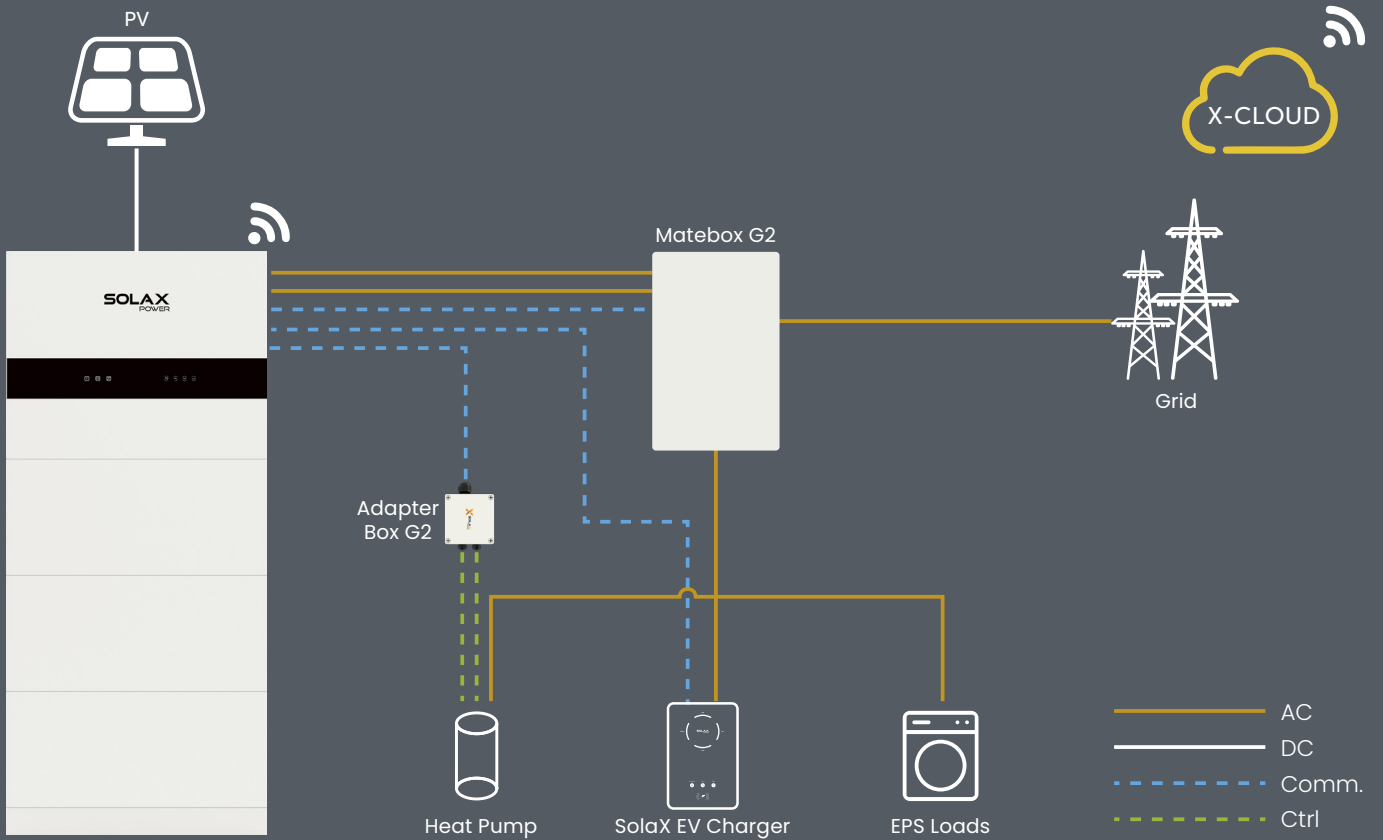 PV
X-CLOUD
Matebox G2
SOLAX
POWER
Grid
Adapter
Box G2
AC
DC
Comm.
Ctrl
Heat Pump
SolaX EV Charger
EPS Loads